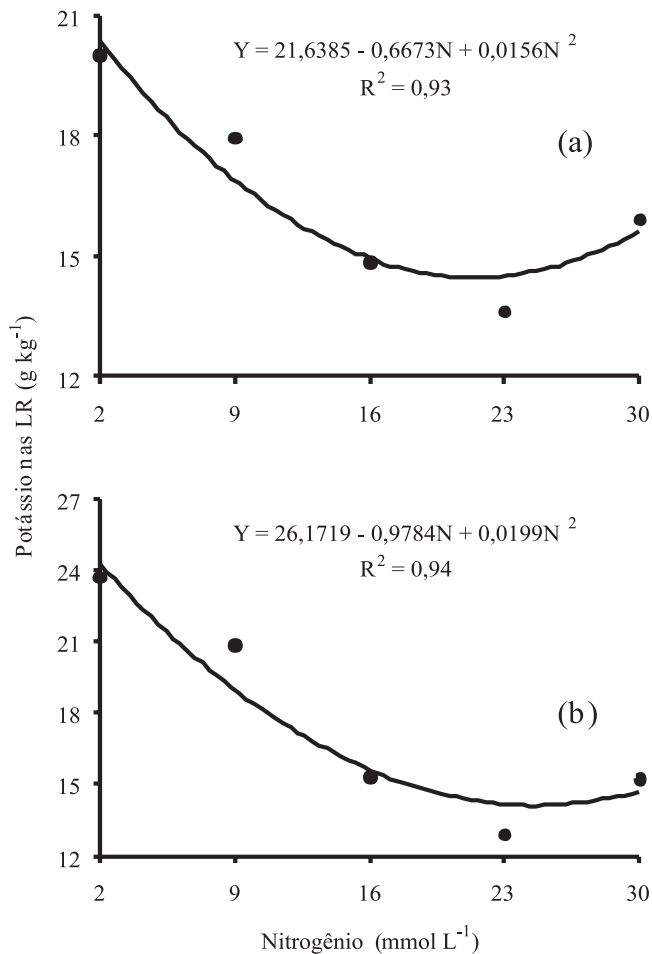 Potássio nas LR (g kg⁻¹)
21
18
15
12
Y = 21,6385 - 0,6673N + 0,0156N ²
R² = 0,93
(a)
2 9 16 23 30
27
24
21
18
15
12
Y = 26,1719 - 0,9784N + 0,0199N ²
R² = 0,94
(b)
2 9 16 23 30
Nitrogênio (mmol L⁻¹)